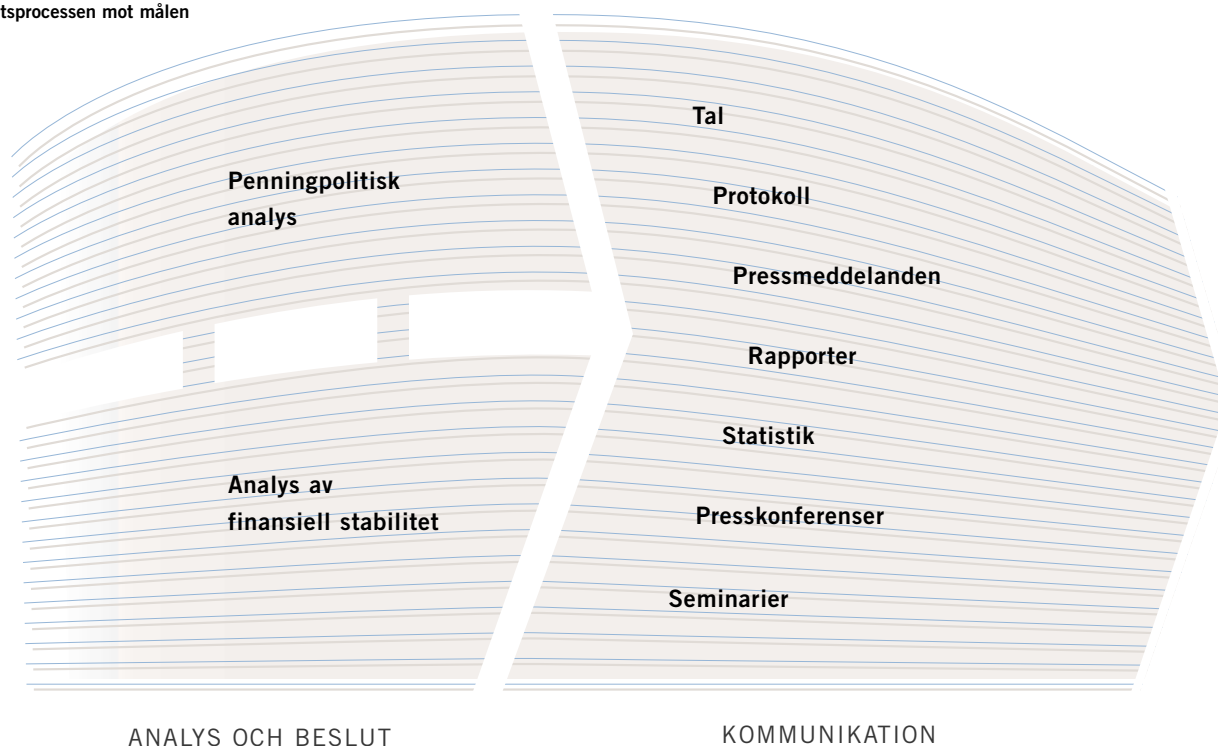 tsprocessen mot målen
Penningpolitisk
analys
Analys av
finansiell stabilitet
ANALYS OCH BESLUT
Tal
Protokoll
Pressmeddelanden
Rapporter
Statistik
Presskonferenser
Seminarier
KOMMUNIKATION